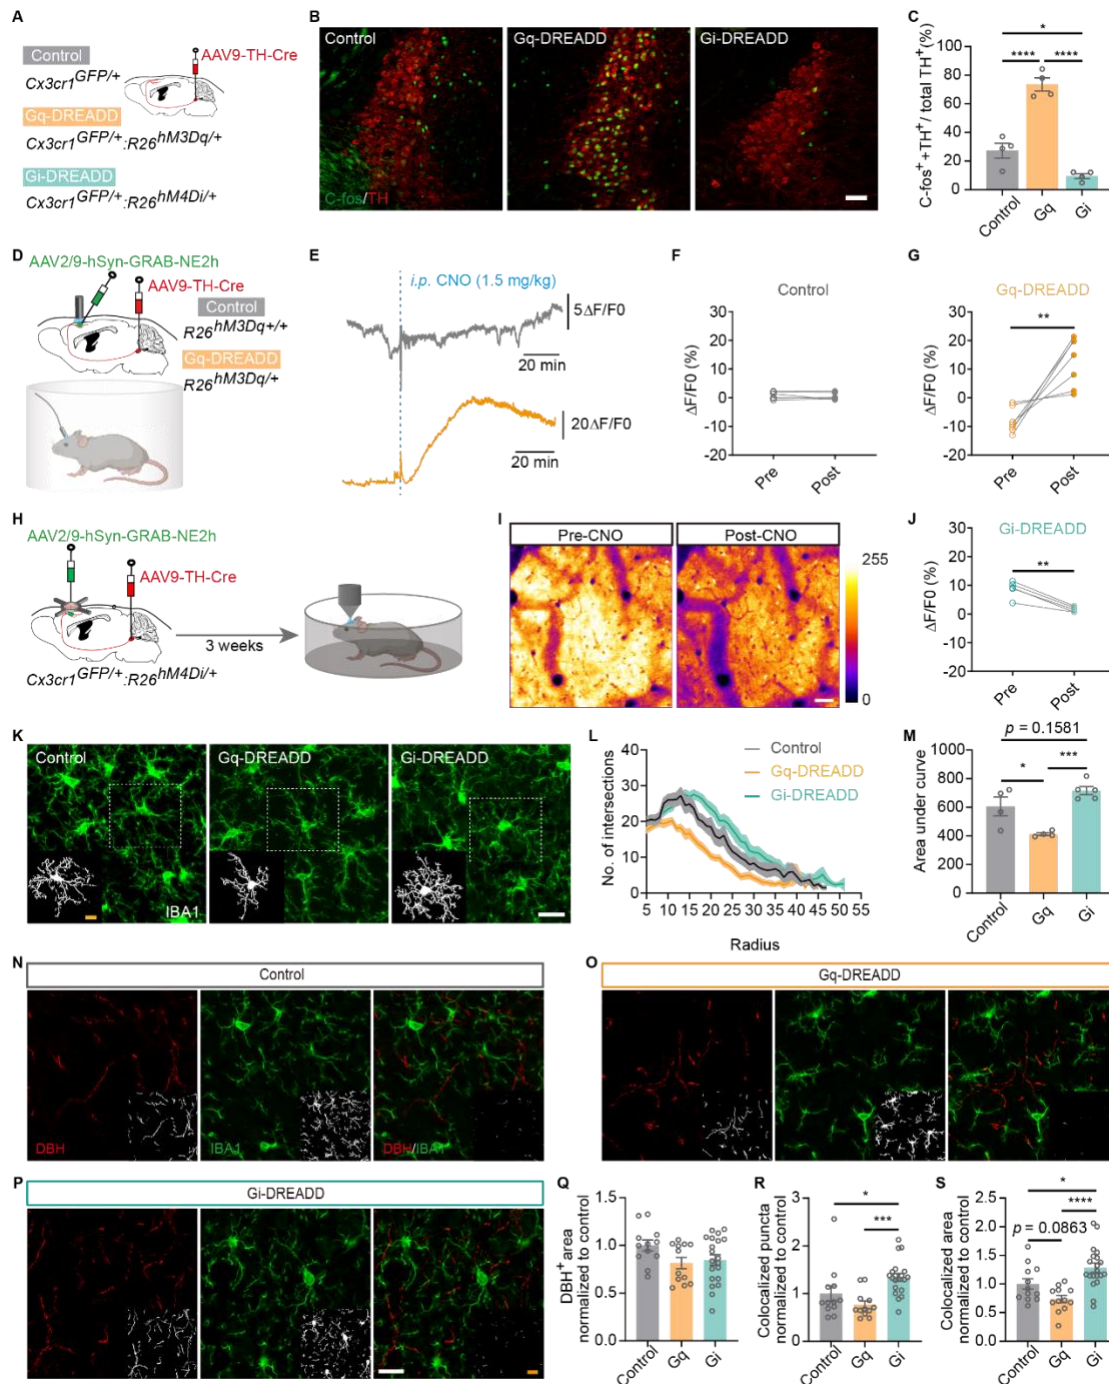 A
Control
Cx3cr1GFP/+
Gq-DREADD
Cx3cr1GFP/+:R26hM3Dq/+
Gi-DREADD
Cx3cr1GFP/+:R26hM4Di/+
AAV9-TH-Cre
B
Control
Gq-DREADD
Gi-DREADD
C-fos/TH
C
C-fos+ +TH+/ total TH+(%)
100
80
60
40
20
0
*
**** ****
Control
Gq
Gi
D
AAV2/9-hSyn-GRAB-NE2h
AAV9-TH-Cre
Control
R26hM3Dq+/+
Gq-DREADD
R26hM3Dq/+
E
i.p. CNO (1.5 mg/kg)
5ΔF/F0
20 min
20ΔF/F0
20 min
F
Control
ΔF/F0 (%)
30
20
10
0
-10
-20
Pre
Post
G
Gq-DREADD
**
ΔF/F0 (%)
30
20
10
0
-10
-20
Pre
Post
H
AAV2/9-hSyn-GRAB-NE2h
AAV9-TH-Cre
3 weeks
Cx3cr1GFP/+:R26hM4Di/+
I
Pre-CNO
Post-CNO
255
0
J
Gi-DREADD
**
ΔF/F0 (%)
30
20
10
0
-10
-20
Pre
Post
K
Control
Gq-DREADD
Gi-DREADD
IBA1
L
Control
Gq-DREADD
Gi-DREADD
No. of intersections
40
30
20
10
0
5 10 15 20 25 30 35 40 45 50 55
Radius
M
p = 0.1581
* ***
Area under curve
1000
800
600
400
200
0
Control
Gq
Gi
N
Control
DBH
IBA1
DBH/IBA1
O
Gq-DREADD
P
Gi-DREADD
Q
DBH+ area
normalized to control
1.5
1.0
0.5
0.0
Control
Gq
Gi
R
*
***
Colocalized puncta
normalized to control
3
2
1
0
Control
Gq
Gi
S
*
****
p = 0.0863
Colocalized area
normalized to control
2.5
2.0
1.5
1.0
0.5
0.0
Control
Gq
Gi